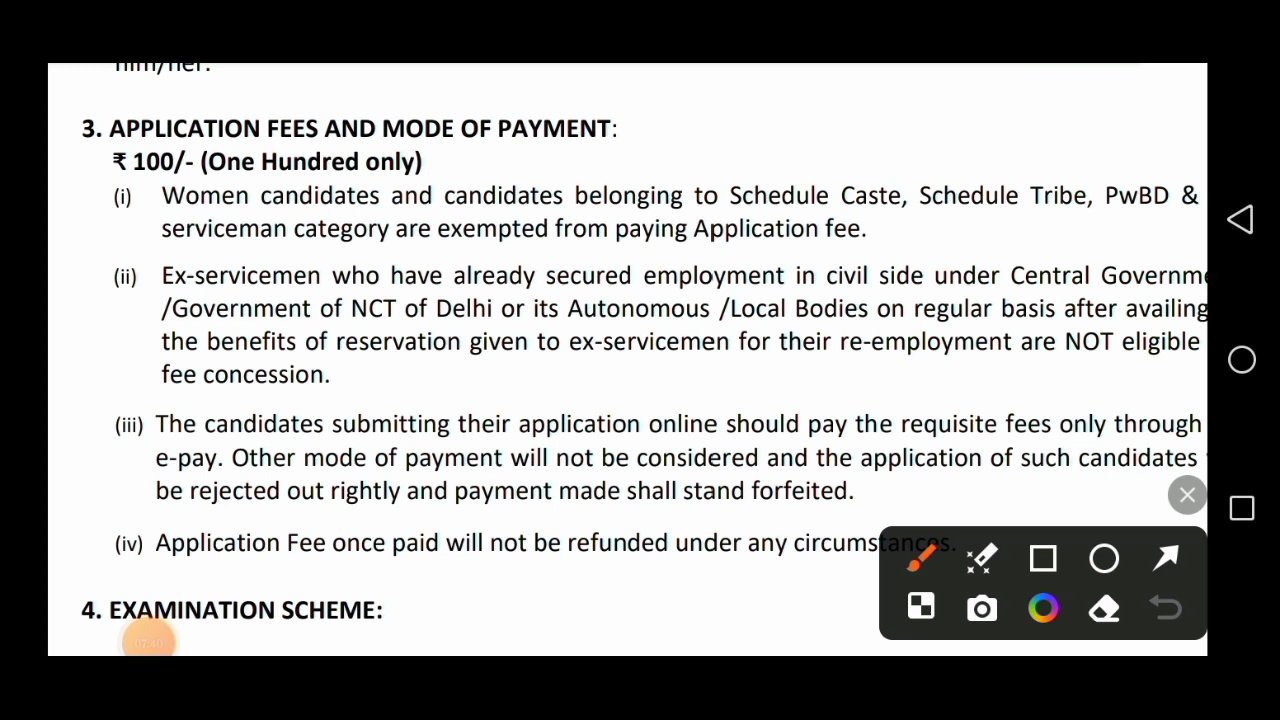 him/her.
3. APPLICATION FEES AND MODE OF PAYMENT:
₹ 100/- (One Hundred only)
(i) Women candidates and candidates belonging to Schedule Caste, Schedule Tribe, PwBD &
serviceman category are exempted from paying Application fee.
(ii) Ex-servicemen who have already secured employment in civil side under Central Governme
/Government of NCT of Delhi or its Autonomous /Local Bodies on regular basis after availing
the benefits of reservation given to ex-servicemen for their re-employment are NOT eligible
fee concession.
(iii) The candidates submitting their application online should pay the requisite fees only through
e-pay. Other mode of payment will not be considered and the application of such candidates
be rejected out rightly and payment made shall stand forfeited.
(iv) Application Fee once paid will not be refunded under any circumstances.
4. EXAMINATION SCHEME: